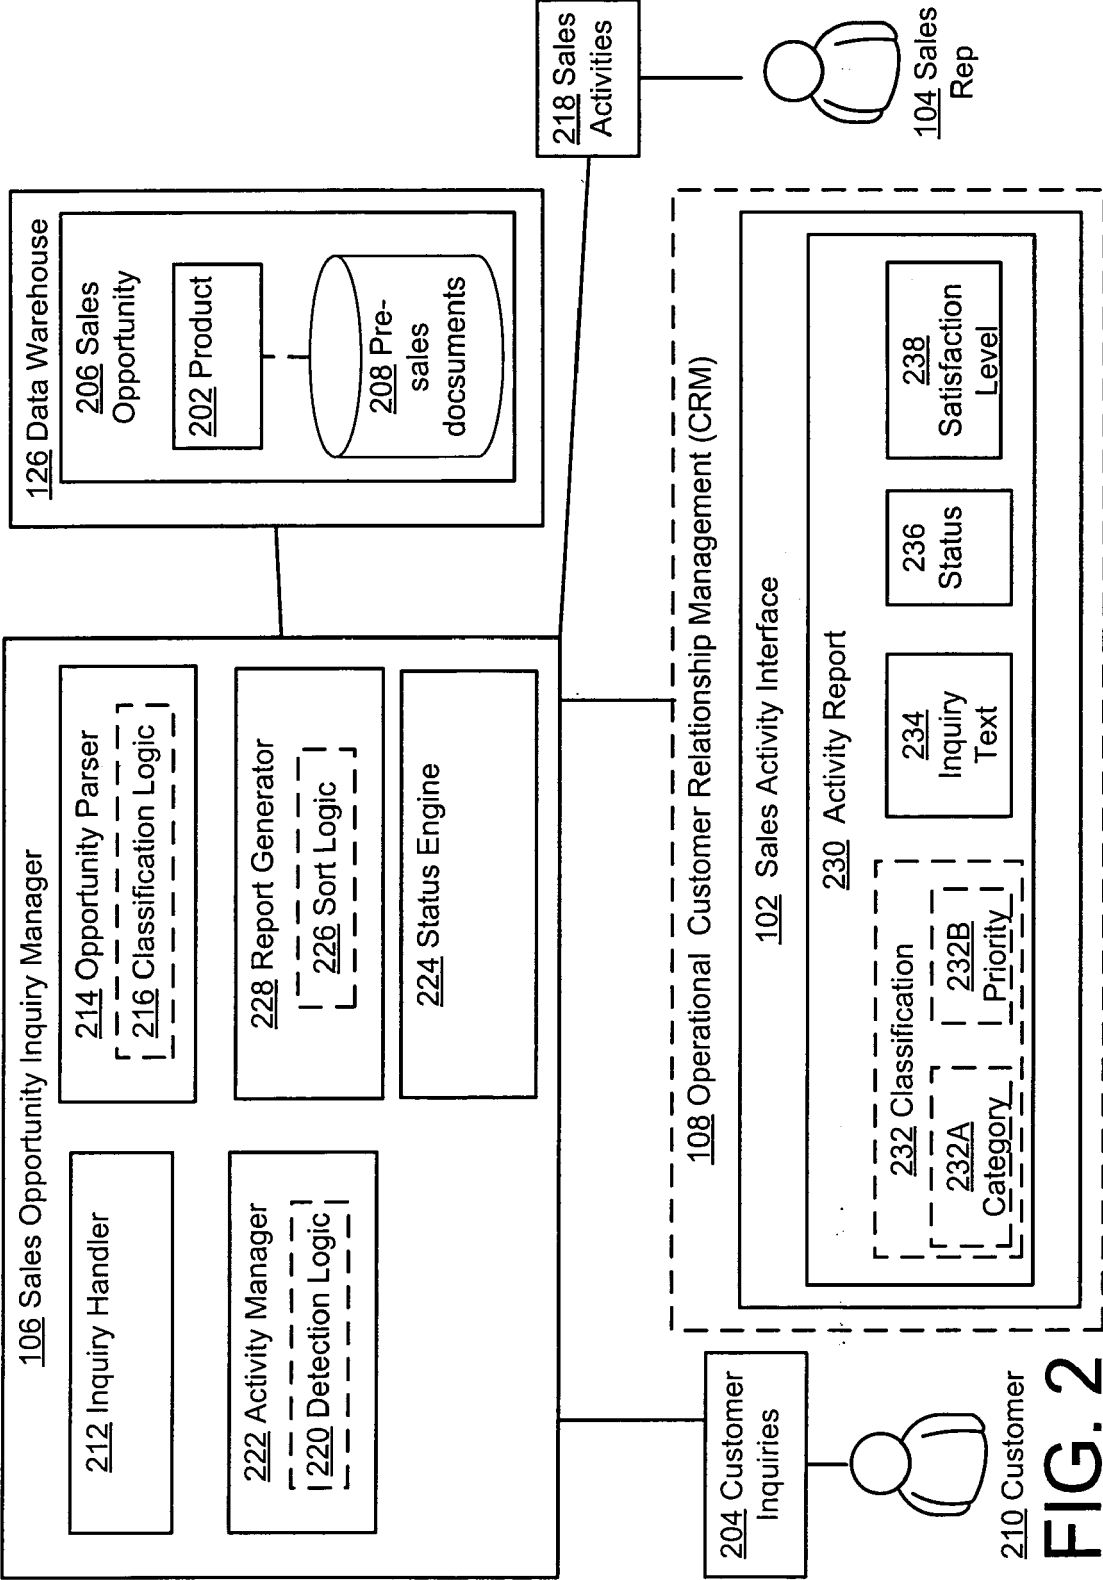 106 Sales Opportunity Inquiry Manager
212 Inquiry Handler
214 Opportunity Parser
216 Classification Logic
222 Activity Manager
220 Detection Logic
228 Report Generator
226 Sort Logic
224 Status Engine
126 Data Warehouse
206 Sales
Opportunity
202 Product
208 Pre-
sales
docsuments
218 Sales
Activities
104 Sales
Rep
204 Customer
Inquiries
210 Customer
108 Operational Customer Relationship Management (CRM)
102 Sales Activity Interface
230 Activity Report
232 Classification
232A
Category
232B
Priority
234
Inquiry
Text
236
Status
238
Satisfaction
Level
FIG. 2